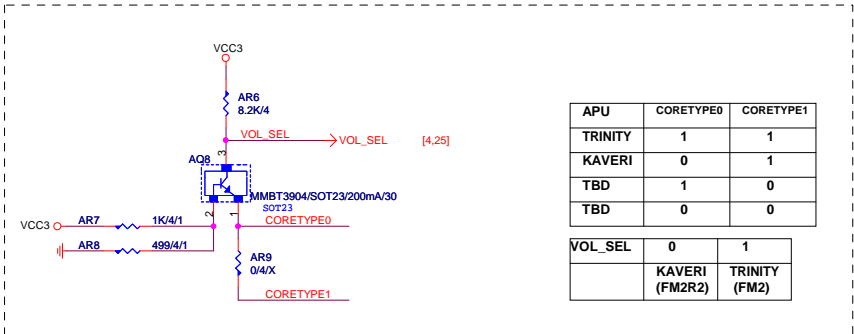 VCC3
AR6
8.2K/4
VOL_SEL
VOL_SEL [4,25]
3
AQ8
MMBT3904/SOT23/200mA/30
SOT23
2 1
CORETYPE0
VCC3 AR7 1K/4/1
AR8 499/4/1
AR9
0/4/X
CORETYPE1
APU CORETYPE0 CORETYPE1
TRINITY 1 1
KAVERI 0 1
TBD 1 0
TBD 0 0
VOL_SEL 0 1
KAVERI TRINITY
(FM2R2) (FM2)